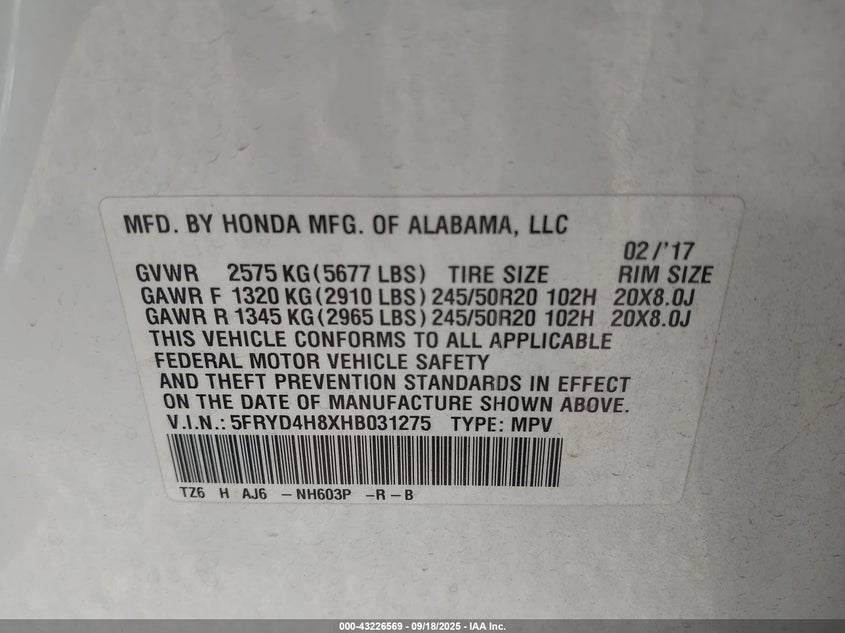 MFD. BY HONDA MFG. OF ALABAMA, LLC
02/'17
GVWR 2575 KG (5677 LBS) TIRE SIZE RIM SIZE
GAWR F 1320 KG (2910 LBS) 245/50R20 102H 20X8.0J
GAWR R 1345 KG (2965 LBS) 245/50R20 102H 20X8.0J
THIS VEHICLE CONFORMS TO ALL APPLICABLE
FEDERAL MOTOR VEHICLE SAFETY
AND THEFT PREVENTION STANDARDS IN EFFECT
ON THE DATE OF MANUFACTURE SHOWN ABOVE.
V.I.N.: 5FRYD4H8XHB031275 TYPE: MPV
TZ6 H AJ6 -NH603P -R-B
000-43226569 - 09/18/2025 - IAA Inc.